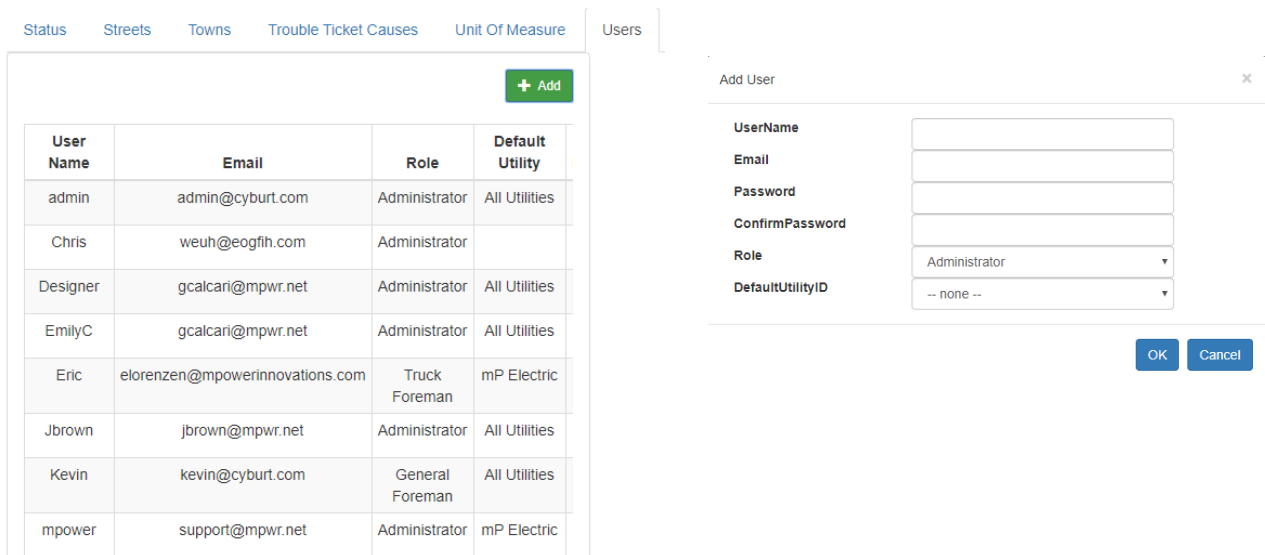 Status Streets Towns Trouble Ticket Causes Unit Of Measure Users
+ Add
User Name Email Role Default Utility
admin admin@cyburt.com Administrator All Utilities
Chris weuh@eogfih.com Administrator
Designer gcalcari@mpwr.net Administrator All Utilities
EmilyC gcalcari@mpwr.net Administrator All Utilities
Eric elorenzen@mpowerinnovations.com Truck Foreman mP Electric
Jbrown jbrown@mpwr.net Administrator All Utilities
Kevin kevin@cyburt.com General Foreman All Utilities
mpower support@mpwr.net Administrator mP Electric
Add User ×
UserName
Email
Password
ConfirmPassword
Role Administrator
DefaultUtilityID -- none --
OK Cancel